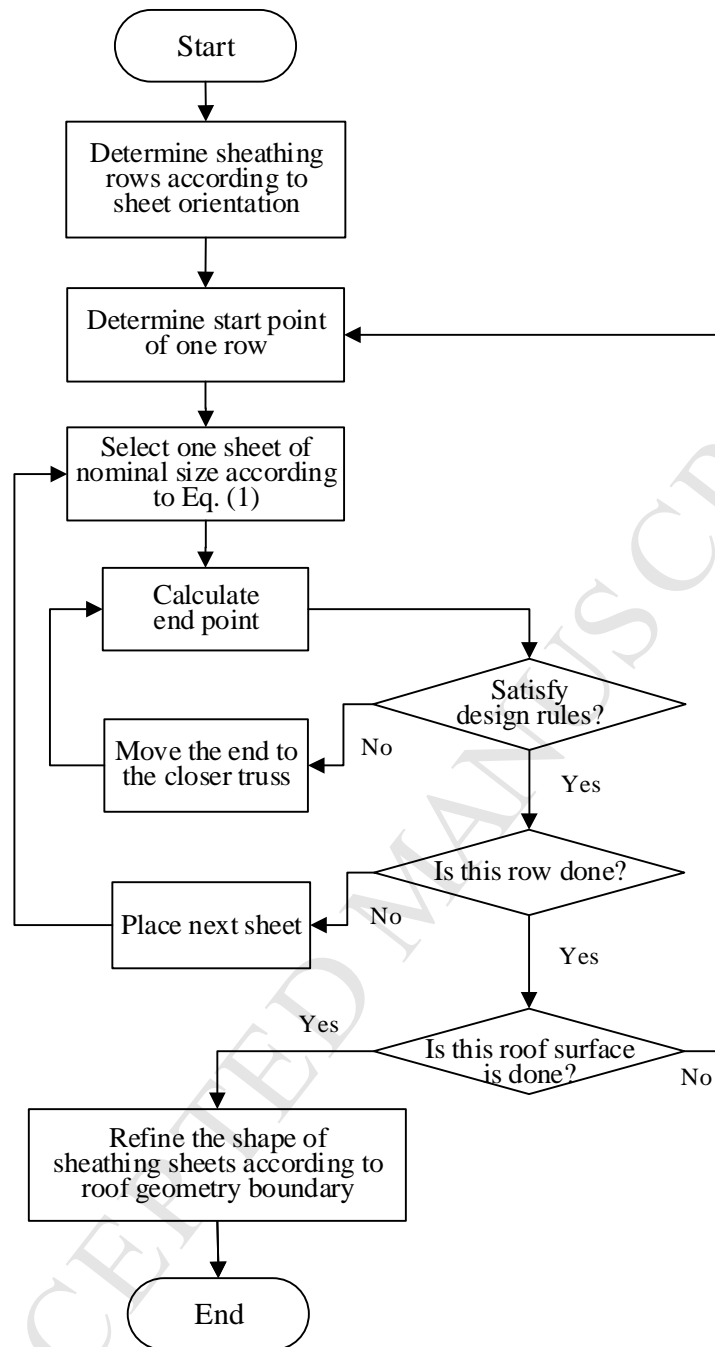 Start
Determine sheathing
rows according to
sheet orientation
Determine start point
of one row
Select one sheet of
nominal size according
to Eq. (1)
Calculate
end point
Satisfy
design rules?
No
Move the end to
the closer truss
Yes
Is this row done?
No
Place next sheet
Yes
Yes
Is this roof surface
is done?
No
Refine the shape of
sheathing sheets according to
roof geometry boundary
End
CEPTED MANUSCR